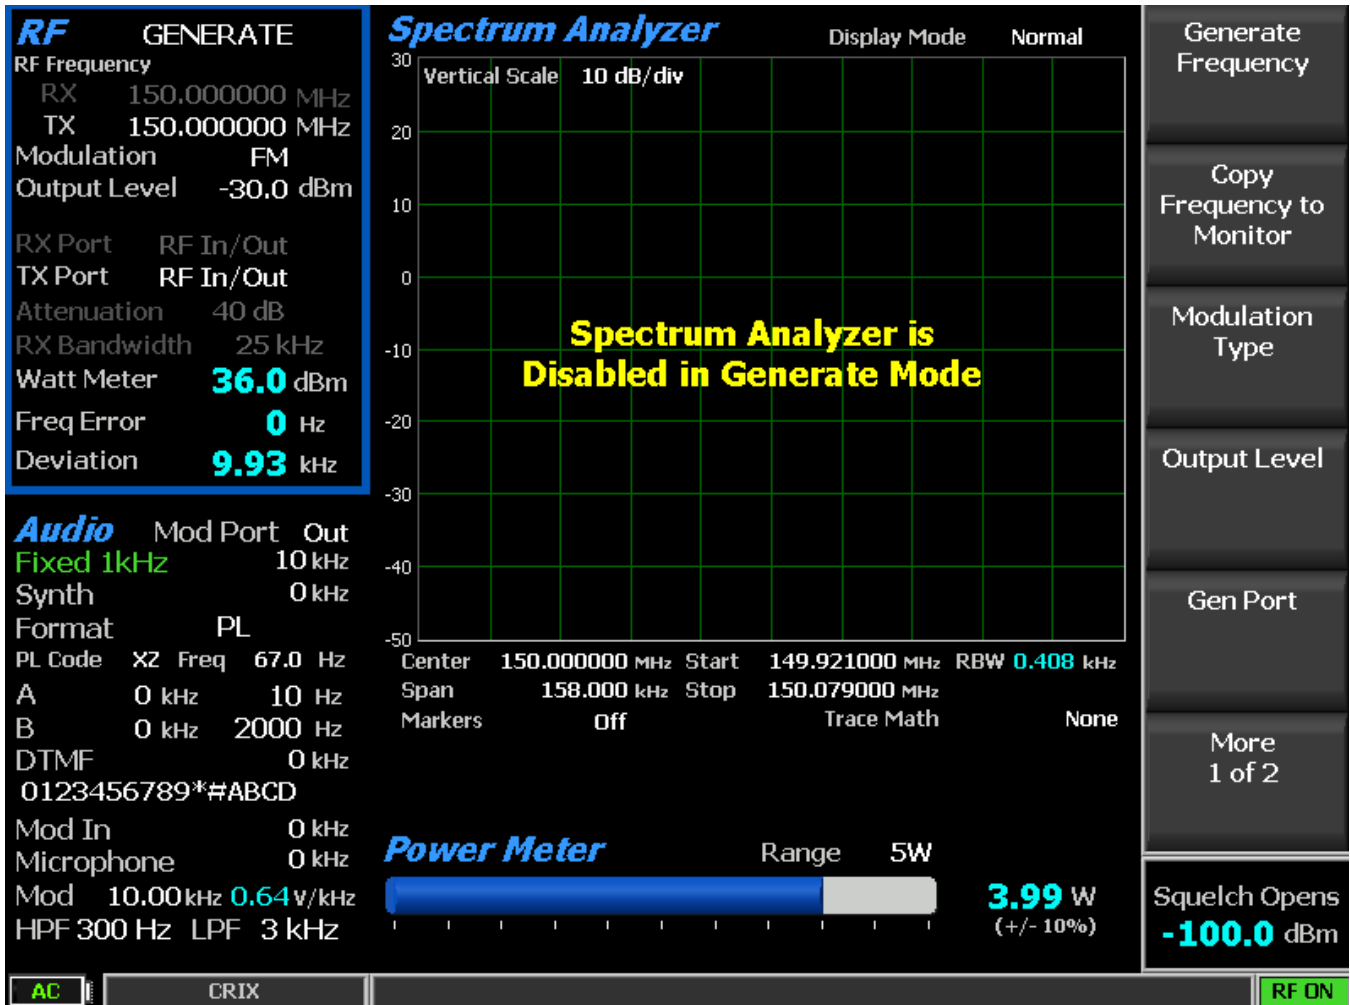 RF GENERATE
RF Frequency
RX 150.000000 MHz
TX 150.000000 MHz
Modulation FM
Output Level -30.0 dBm
RX Port RF In/Out
TX Port RF In/Out
Attenuation 40 dB
RX Bandwidth 25 kHz
Watt Meter 36.0 dBm
Freq Error 0 Hz
Deviation 9.93 kHz
Audio Mod Port Out
Fixed 1kHz 10 kHz
Synth 0 kHz
Format PL
PL Code XZ Freq 67.0 Hz
A 0 kHz 10 Hz
B 0 kHz 2000 Hz
DTMF 0 kHz
0123456789*#ABCD
Mod In 0 kHz
Microphone 0 kHz
Mod 10.00 kHz 0.64 V/kHz
HPF 300 Hz LPF 3 kHz
Spectrum Analyzer Display Mode Normal
Vertical Scale 10 dB/div
30
20
10
0
-10
-20
-30
-40
-50
Spectrum Analyzer is
Disabled in Generate Mode
Center 150.000000 MHz Start 149.921000 MHz RBW 0.408 kHz
Span 158.000 kHz Stop 150.079000 MHz
Markers Off Trace Math None
Power Meter Range 5W
3.99 W
(+/- 10%)
Generate
Frequency
Copy
Frequency to
Monitor
Modulation
Type
Output Level
Gen Port
More
1 of 2
Squelch Opens
-100.0 dBm
AC CRIX RF ON